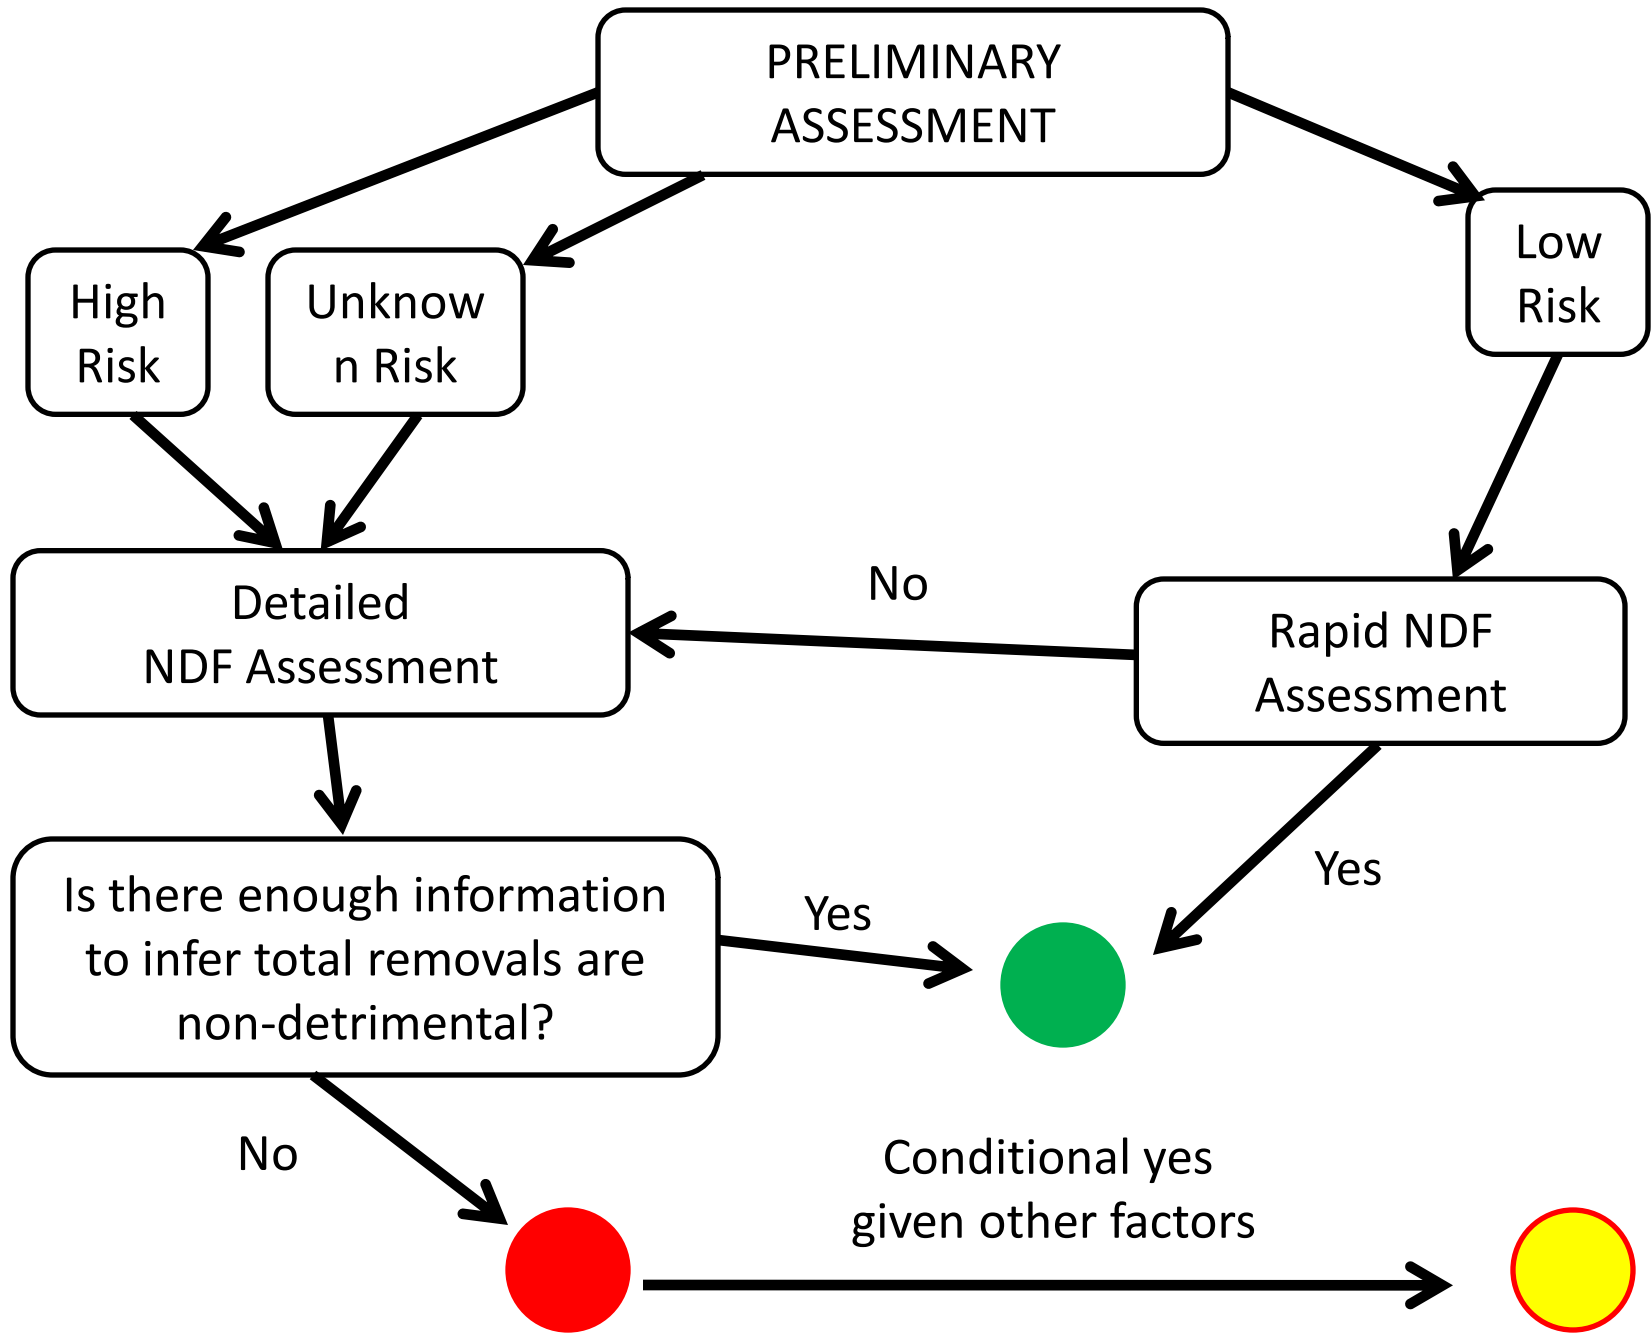 PRELIMINARY
ASSESSMENT
High
Risk
Unknow
n Risk
Low
Risk
Detailed
NDF Assessment
No
Rapid NDF
Assessment
Is there enough information
to infer total removals are
non-detrimental?
Yes
Yes
No
Conditional yes
given other factors